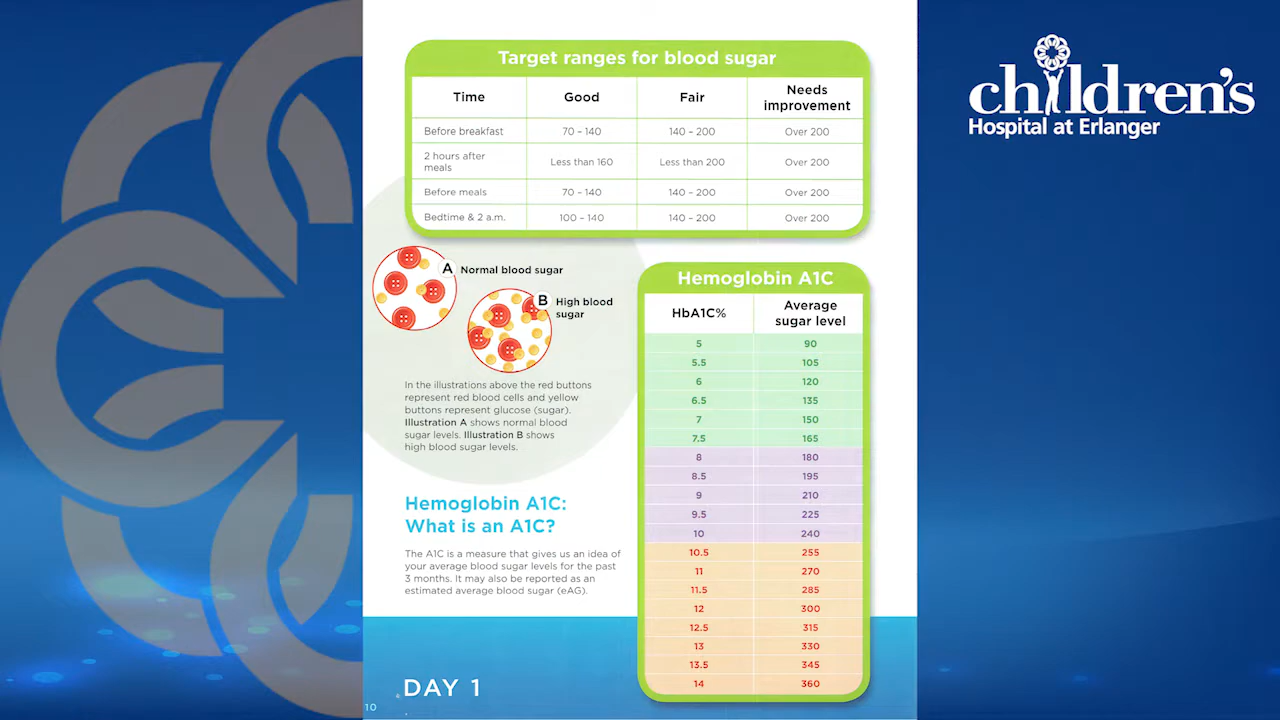 Target ranges for blood sugar
Time Good Fair Needs improvement
Before breakfast 70 – 140 140 – 200 Over 200
2 hours after meals Less than 160 Less than 200 Over 200
Before meals 70 – 140 140 – 200 Over 200
Bedtime & 2 a.m. 100 – 140 140 – 200 Over 200
A Normal blood sugar
B High blood
sugar
In the illustrations above the red buttons
represent red blood cells and yellow
buttons represent glucose (sugar).
Illustration A shows normal blood
sugar levels. Illustration B shows
high blood sugar levels.
Hemoglobin A1C:
What is an A1C?
The A1C is a measure that gives us an idea of
your average blood sugar levels for the past
3 months. It may also be reported as an
estimated average blood sugar (eAG).
Hemoglobin A1C
HbA1C% Average sugar level
5 90
5.5 105
6 120
6.5 135
7 150
7.5 165
8 180
8.5 195
9 210
9.5 225
10 240
10.5 255
11 270
11.5 285
12 300
12.5 315
13 330
13.5 345
14 360
DAY 1
10
children's
Hospital at Erlanger